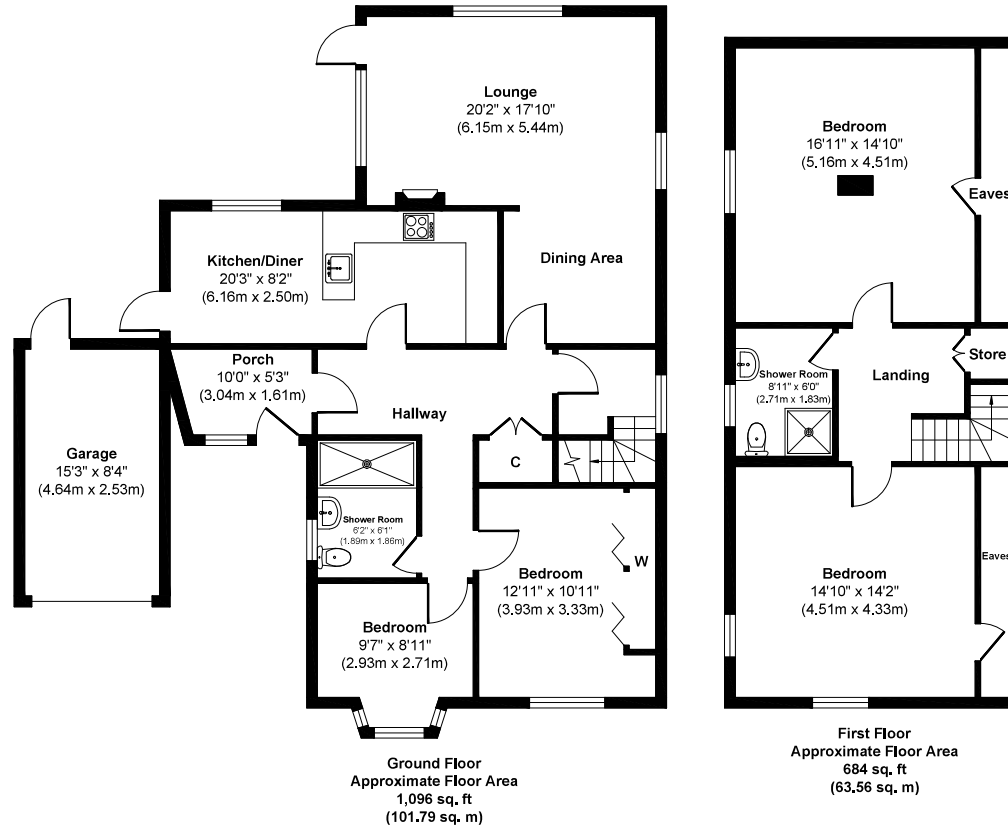 Lounge
20'2" x 17'10"
(6.15m x 5.44m)
Kitchen/Diner
20'3" x 8'2"
(6.16m x 2.50m)
Dining Area
Porch
10'0" x 5'3"
(3.04m x 1.61m)
Hallway
Garage
15'3" x 8'4"
(4.64m x 2.53m)
C
Shower Room
6'2" x 6'1"
(1.89m x 1.86m)
Bedroom
12'11" x 10'11"
(3.93m x 3.33m)
W
Bedroom
9'7" x 8'11"
(2.93m x 2.71m)
Ground Floor
Approximate Floor Area
1,096 sq. ft
(101.79 sq. m)
Bedroom
16'11" x 14'10"
(5.16m x 4.51m)
Eaves
Store
Shower Room
8'11" x 6'0"
(2.71m x 1.83m)
Landing
Eaves
Bedroom
14'10" x 14'2"
(4.51m x 4.33m)
First Floor
Approximate Floor Area
684 sq. ft
(63.56 sq. m)